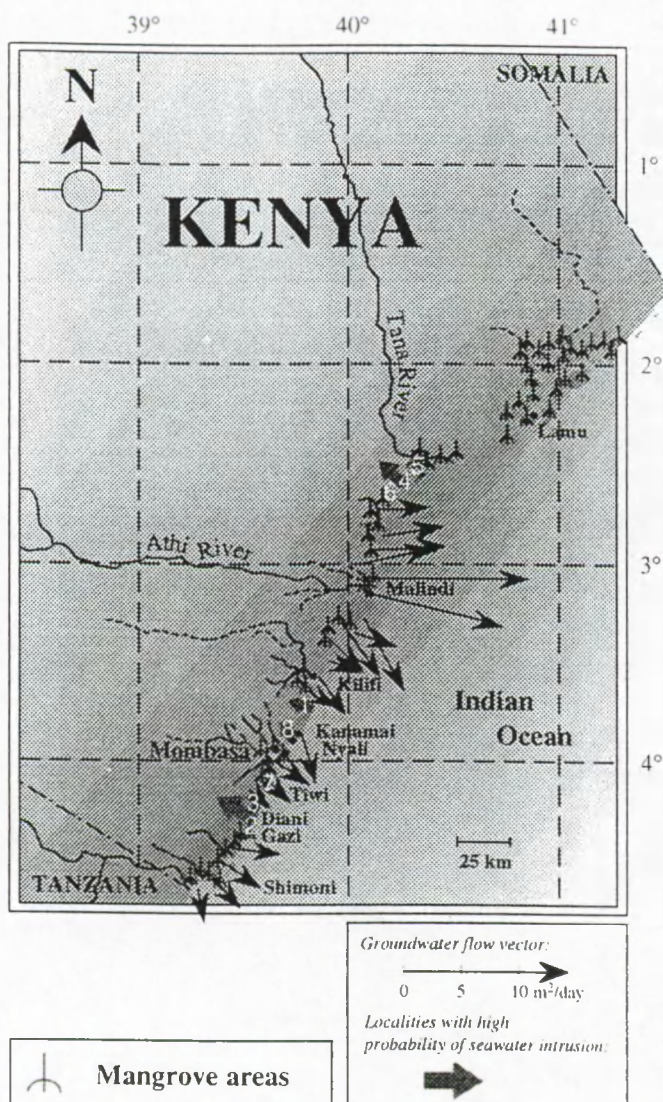 39° 40° 41°
SOMALIA
N
1°
KENYA
Tana River
2°
Lamu
Athi River
3°
Malindi
Kilifi
Indian
Ocean
Kanamai
Nyali
Mombasa
4°
Tiwi
Diani
Gazi
25 km
TANZANIA
Shimoni
Groundwater flow vector:
0 5 10 m²/day
Localities with high
probability of seawater intrusion:
Mangrove areas